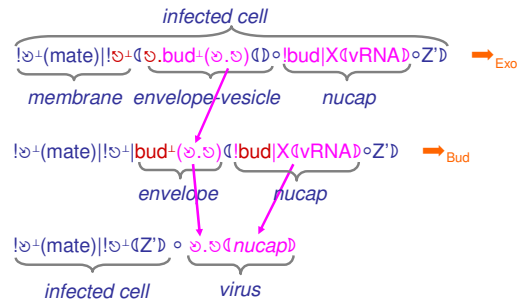 infected cell
!⊥(mate)|!⊥⦇.bud⊥(.)⦇⦈∘!bud|X⦇vRNA⦈∘Z'⦈ ➡Exo
membrane envelope-vesicle nucap
!⊥(mate)|!⊥|bud⊥(.)⦇!bud|X⦇vRNA⦈∘Z'⦈ ➡Bud
envelope nucap
!⊥(mate)|!⊥⦇Z'⦈ ∘ .⦇nucap⦈
infected cell virus